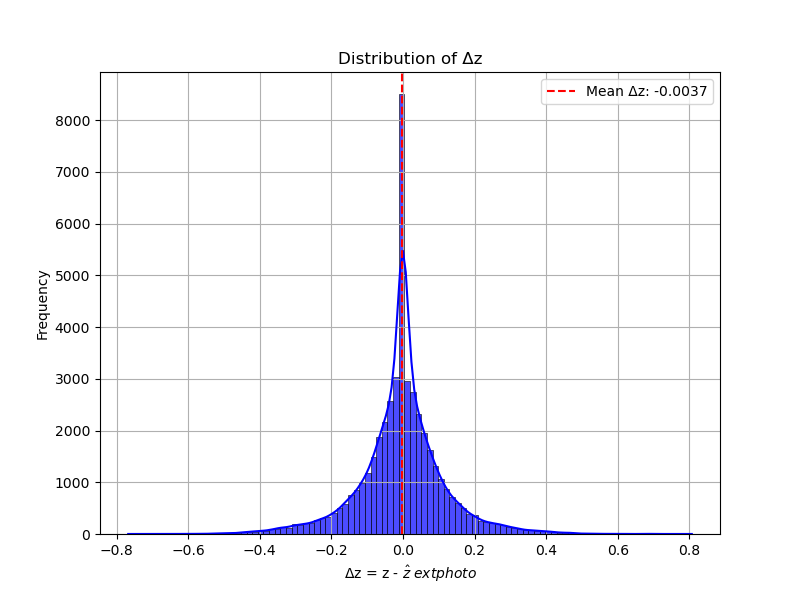 Distribution of Δz
Mean Δz: -0.0037
8000
7000
6000
5000
4000
3000
2000
1000
0
Frequency
−0.8 −0.6 −0.4 −0.2 0.0 0.2 0.4 0.6 0.8
Δz = z - ẑ extphoto